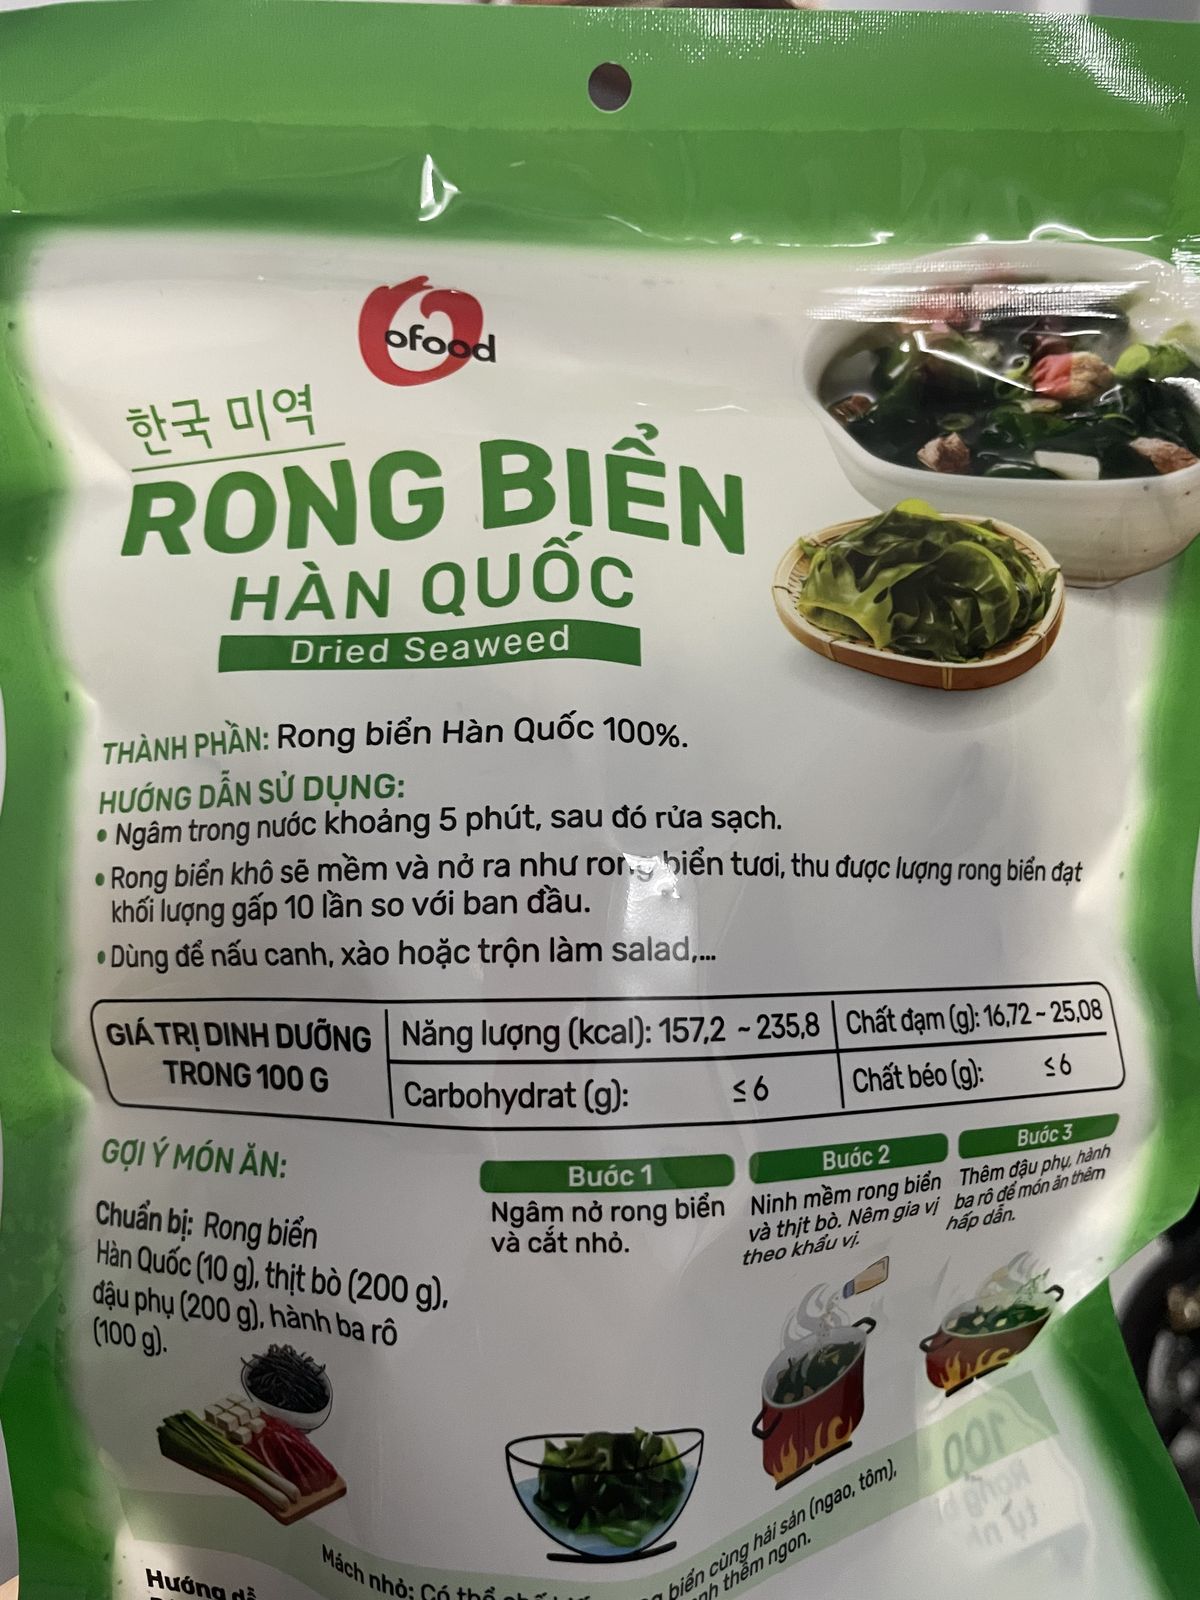 ofood
한국 미역
RONG BIỂN
HÀN QUỐC
Dried Seaweed
THÀNH PHẦN: Rong biển Hàn Quốc 100%.
HƯỚNG DẪN SỬ DỤNG:
• Ngâm trong nước khoảng 5 phút, sau đó rửa sạch.
• Rong biển khô sẽ mềm và nở ra như rong biển tươi, thu được lượng rong biển đạt
khối lượng gấp 10 lần so với ban đầu.
• Dùng để nấu canh, xào hoặc trộn làm salad,...
GIÁ TRỊ DINH DƯỠNG
TRONG 100 G
Năng lượng (kcal): 157,2 ~ 235,8
Chất đạm (g): 16,72 ~ 25,08
Carbohydrat (g): ≤ 6
Chất béo (g): ≤ 6
GỢI Ý MÓN ĂN:
Chuẩn bị: Rong biển
Hàn Quốc (10 g), thịt bò (200 g),
đậu phụ (200 g), hành ba rô
(100 g).
Bước 1
Ngâm nở rong biển
và cắt nhỏ.
Bước 2
Ninh mềm rong biển
và thịt bò. Nêm gia vị
theo khẩu vị.
Bước 3
Thêm đậu phụ, hành
ba rô để món ăn thêm
hấp dẫn.
Mách nhỏ: Có thể biển cùng hải sản (ngao, tôm),
thêm ngon.
Hướng